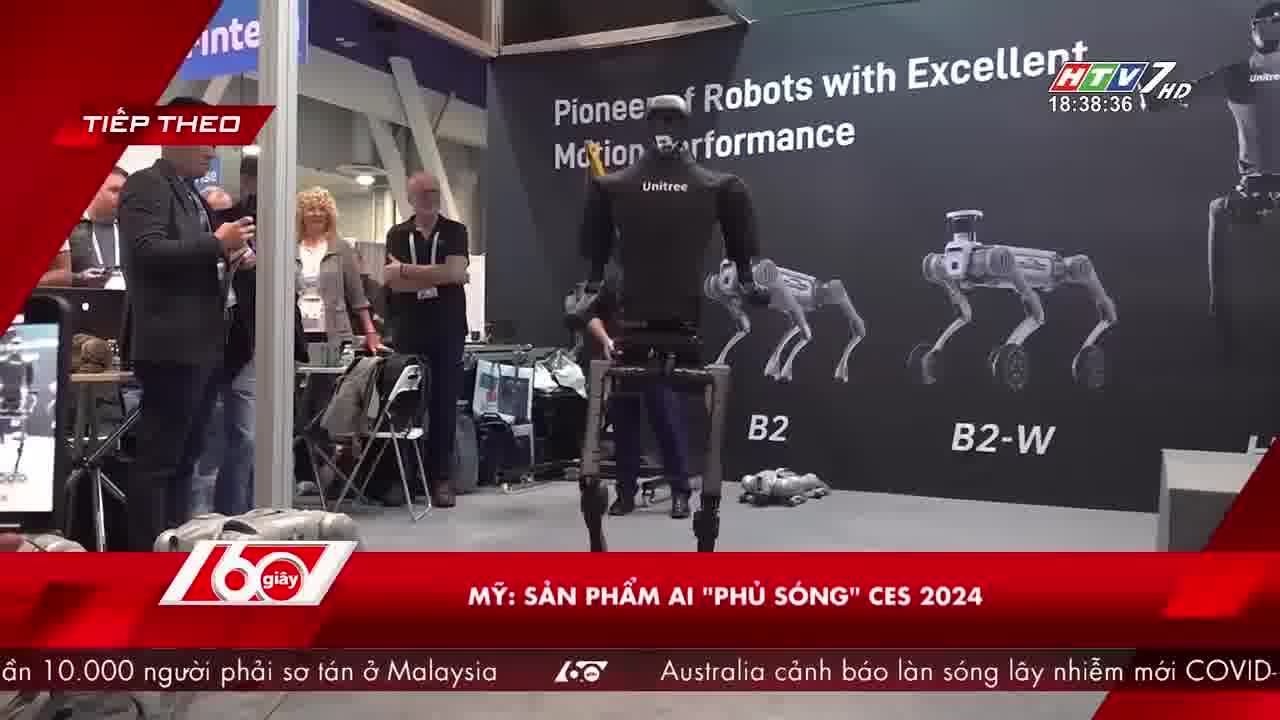 TIẾP THEO
HTV7 HD
18:38:36
Pioneer of Robots with Excellent
Motion Performance
Unitree
Unitree
B2
B2-W
60 giây
MỸ: SẢN PHẨM AI "PHỦ SÓNG" CES 2024
ần 10.000 người phải sơ tán ở Malaysia
60
Australia cảnh báo làn sóng lây nhiễm mới COVID-